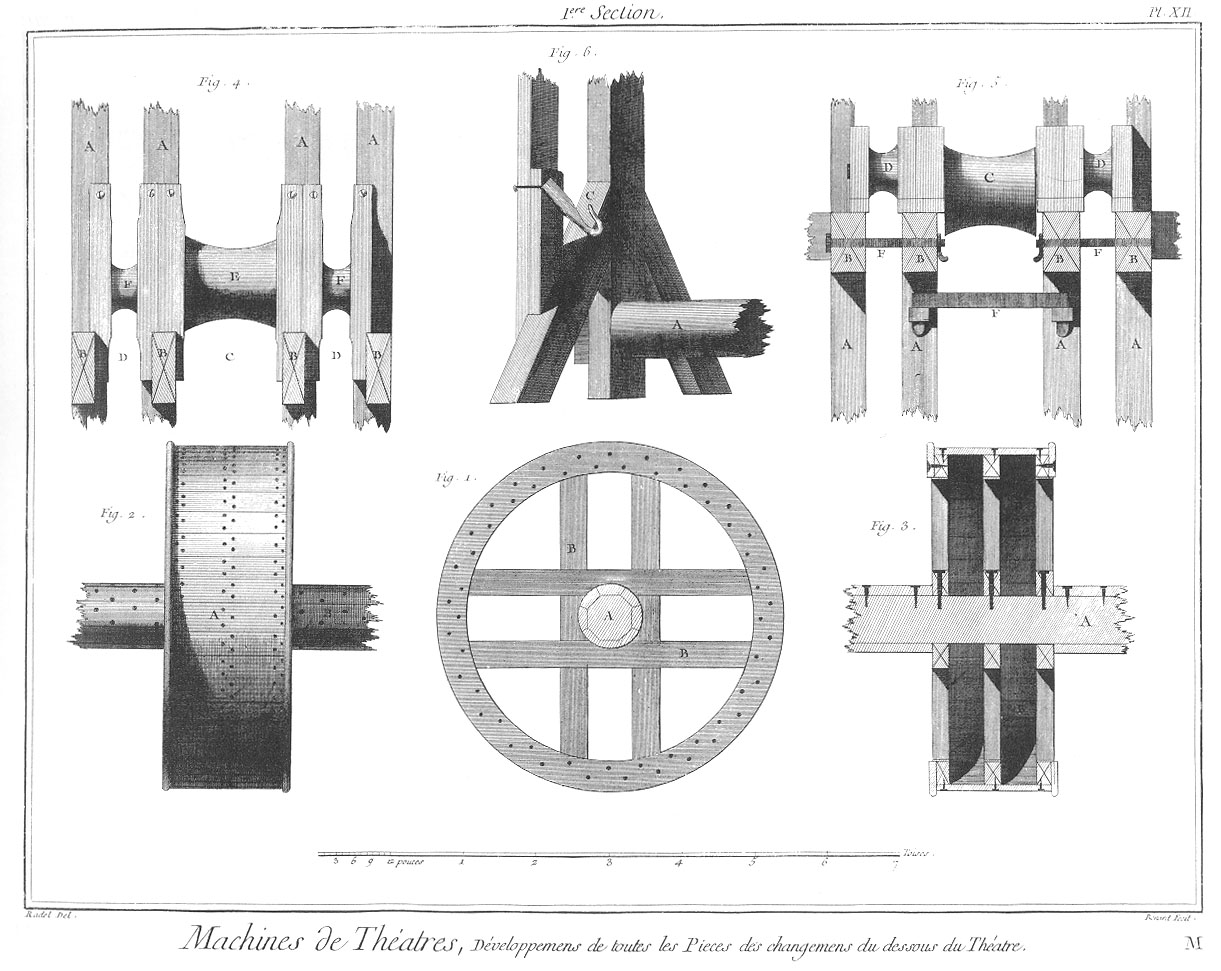 1.ere Section.
Pl. XII
Fig. 4.
Fig. 6.
Fig. 5.
A A A A
C
D C D
b b b b b b
F E F
B B B B
F F
B B B B
D C D
A
F
A A A A
Fig. 2.
Fig. 1.
Fig. 3.
B
A
A
A
B
3 6 9 12 pouces 1 2 3 4 5 6 7 Toises.
Radel Del.
Benard Fecit.
Machines de Théatres, Développemens de toutes les Pieces des changemens du dessous du Théatre.
M